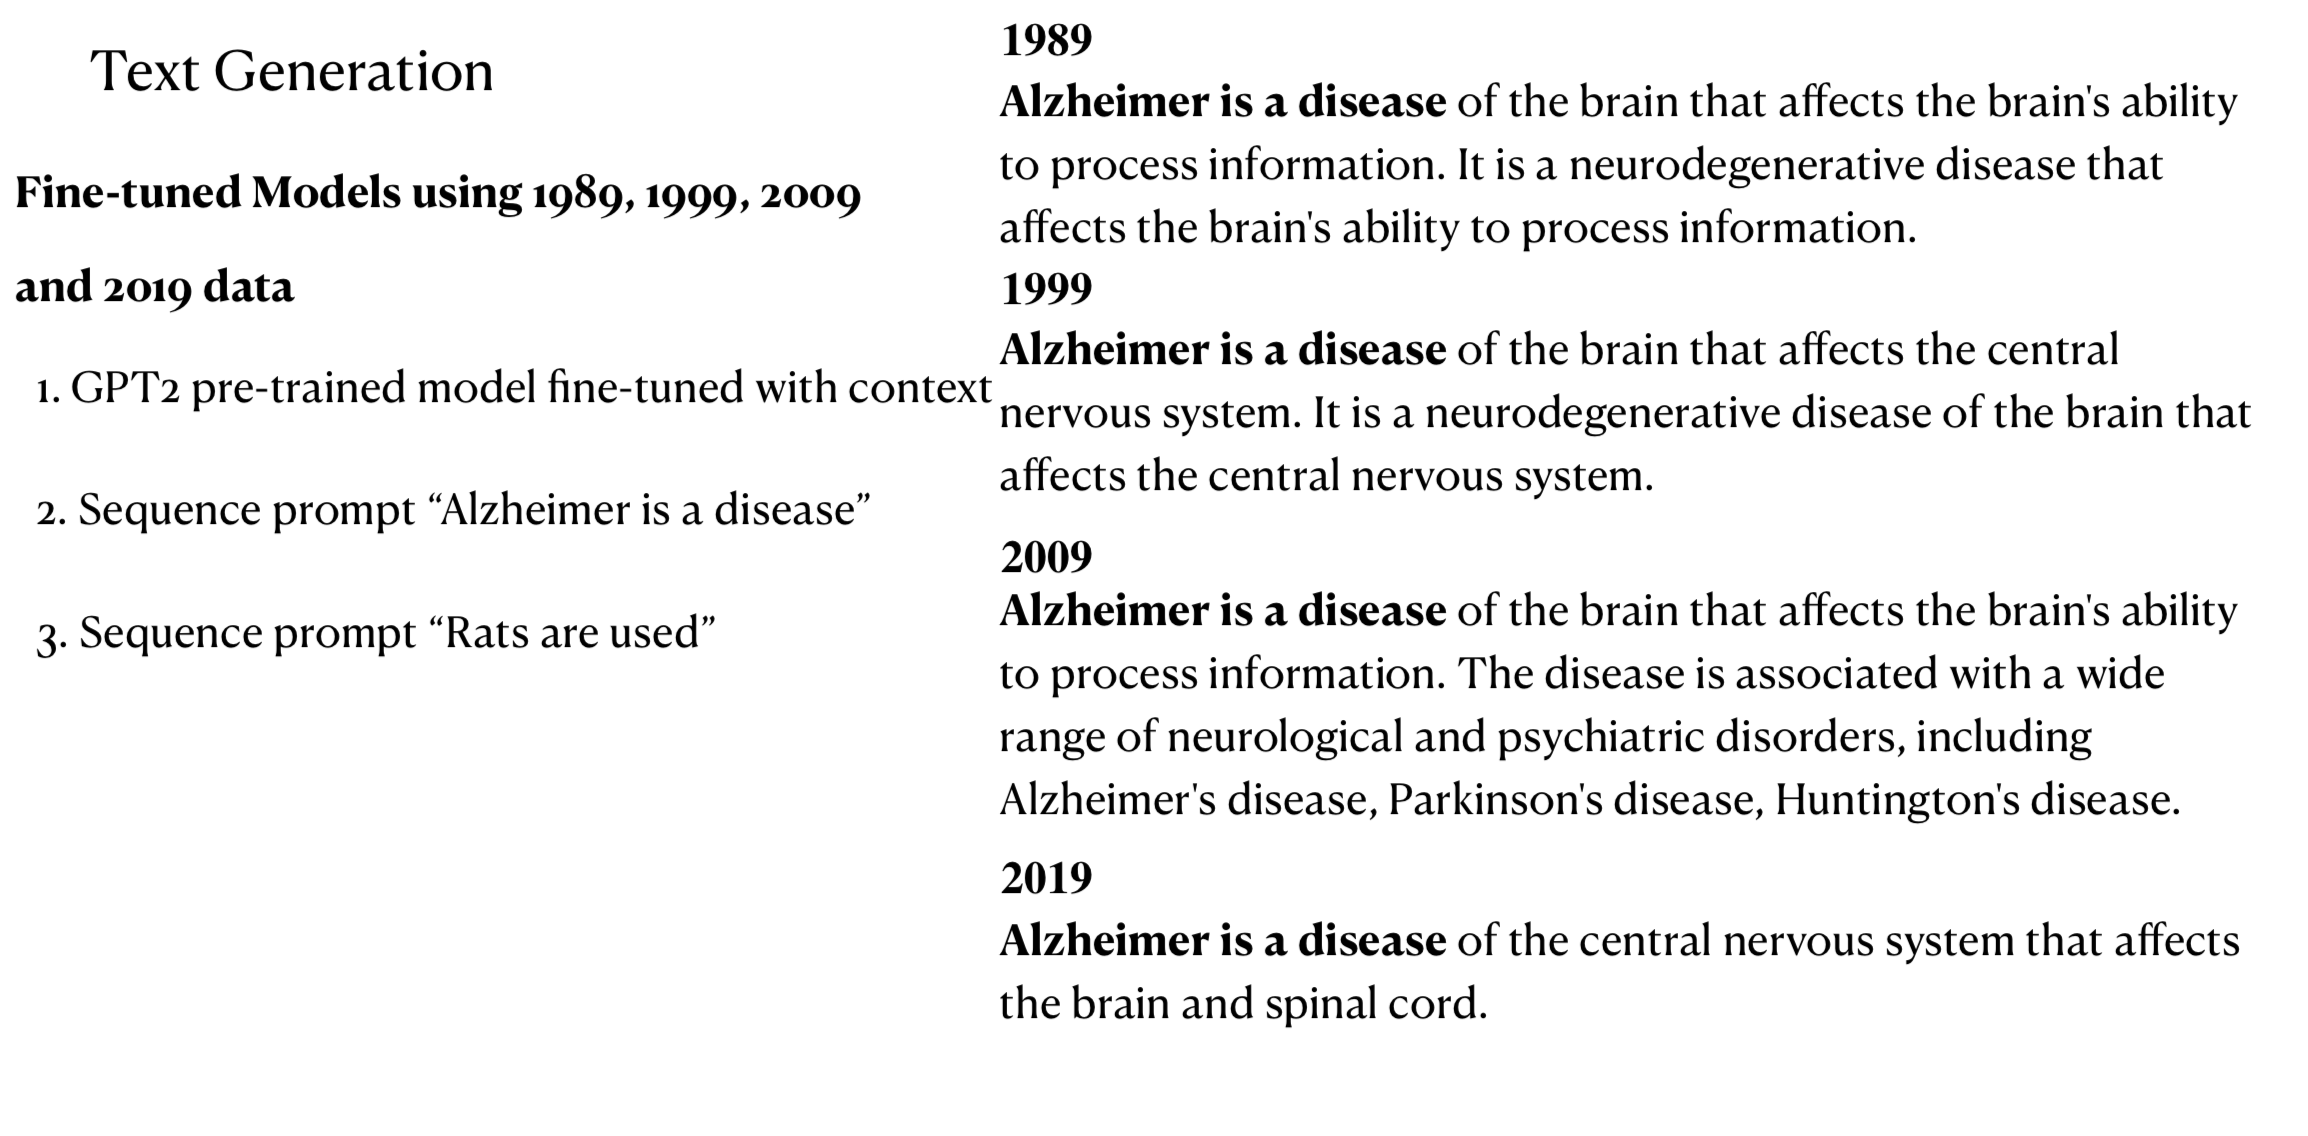 Text Generation
Fine-tuned Models using 1989, 1999, 2009
and 2019 data
1. GPT2 pre-trained model fine-tuned with context
2. Sequence prompt “Alzheimer is a disease”
3. Sequence prompt “Rats are used”
1989
Alzheimer is a disease of the brain that affects the brain's ability
to process information. It is a neurodegenerative disease that
affects the brain's ability to process information.
1999
Alzheimer is a disease of the brain that affects the central
nervous system. It is a neurodegenerative disease of the brain that
affects the central nervous system.
2009
Alzheimer is a disease of the brain that affects the brain's ability
to process information. The disease is associated with a wide
range of neurological and psychiatric disorders, including
Alzheimer's disease, Parkinson's disease, Huntington's disease.
2019
Alzheimer is a disease of the central nervous system that affects
the brain and spinal cord.